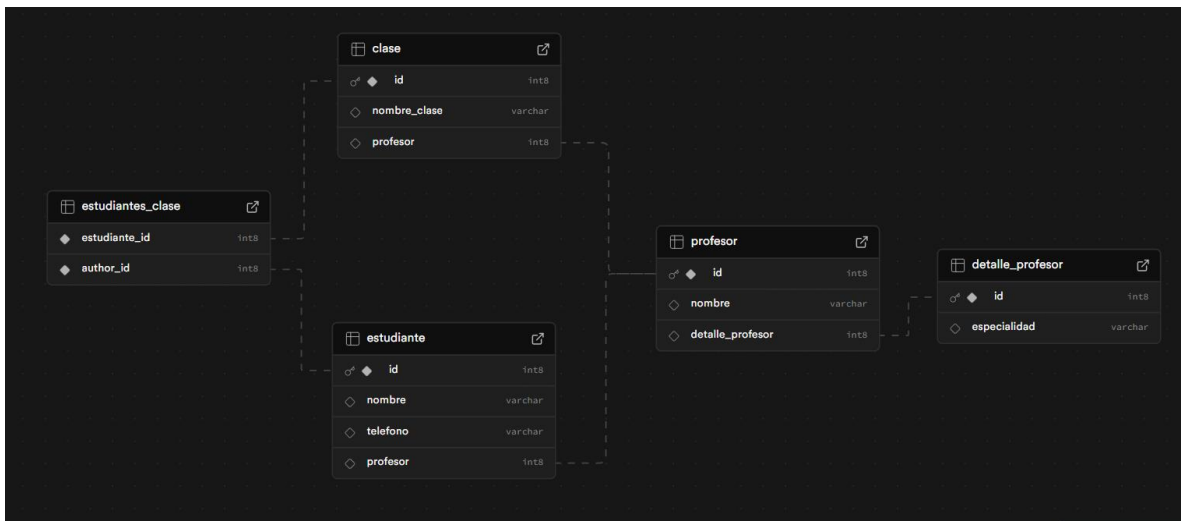 clase
id int8
nombre_clase varchar
profesor int8
estudiantes_clase
estudiante_id int8
author_id int8
estudiante
id int8
nombre varchar
telefono varchar
profesor int8
profesor
id int8
nombre varchar
detalle_profesor int8
detalle_profesor
id int8
especialidad varchar